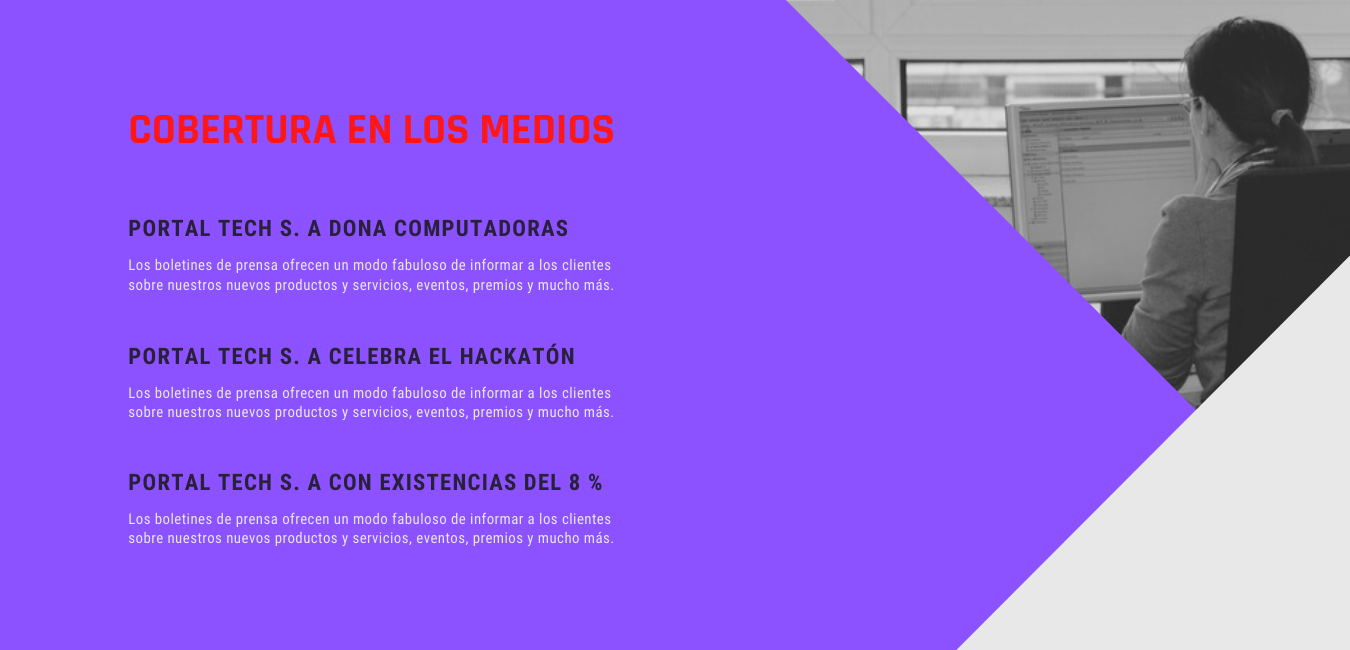 COBERTURA EN LOS MEDIOS
PORTAL TECH S. A DONA COMPUTADORAS
Los boletines de prensa ofrecen un modo fabuloso de informar a los clientes
sobre nuestros nuevos productos y servicios, eventos, premios y mucho más.
PORTAL TECH S. A CELEBRA EL HACKATÓN
Los boletines de prensa ofrecen un modo fabuloso de informar a los clientes
sobre nuestros nuevos productos y servicios, eventos, premios y mucho más.
PORTAL TECH S. A CON EXISTENCIAS DEL 8 %
Los boletines de prensa ofrecen un modo fabuloso de informar a los clientes
sobre nuestros nuevos productos y servicios, eventos, premios y mucho más.